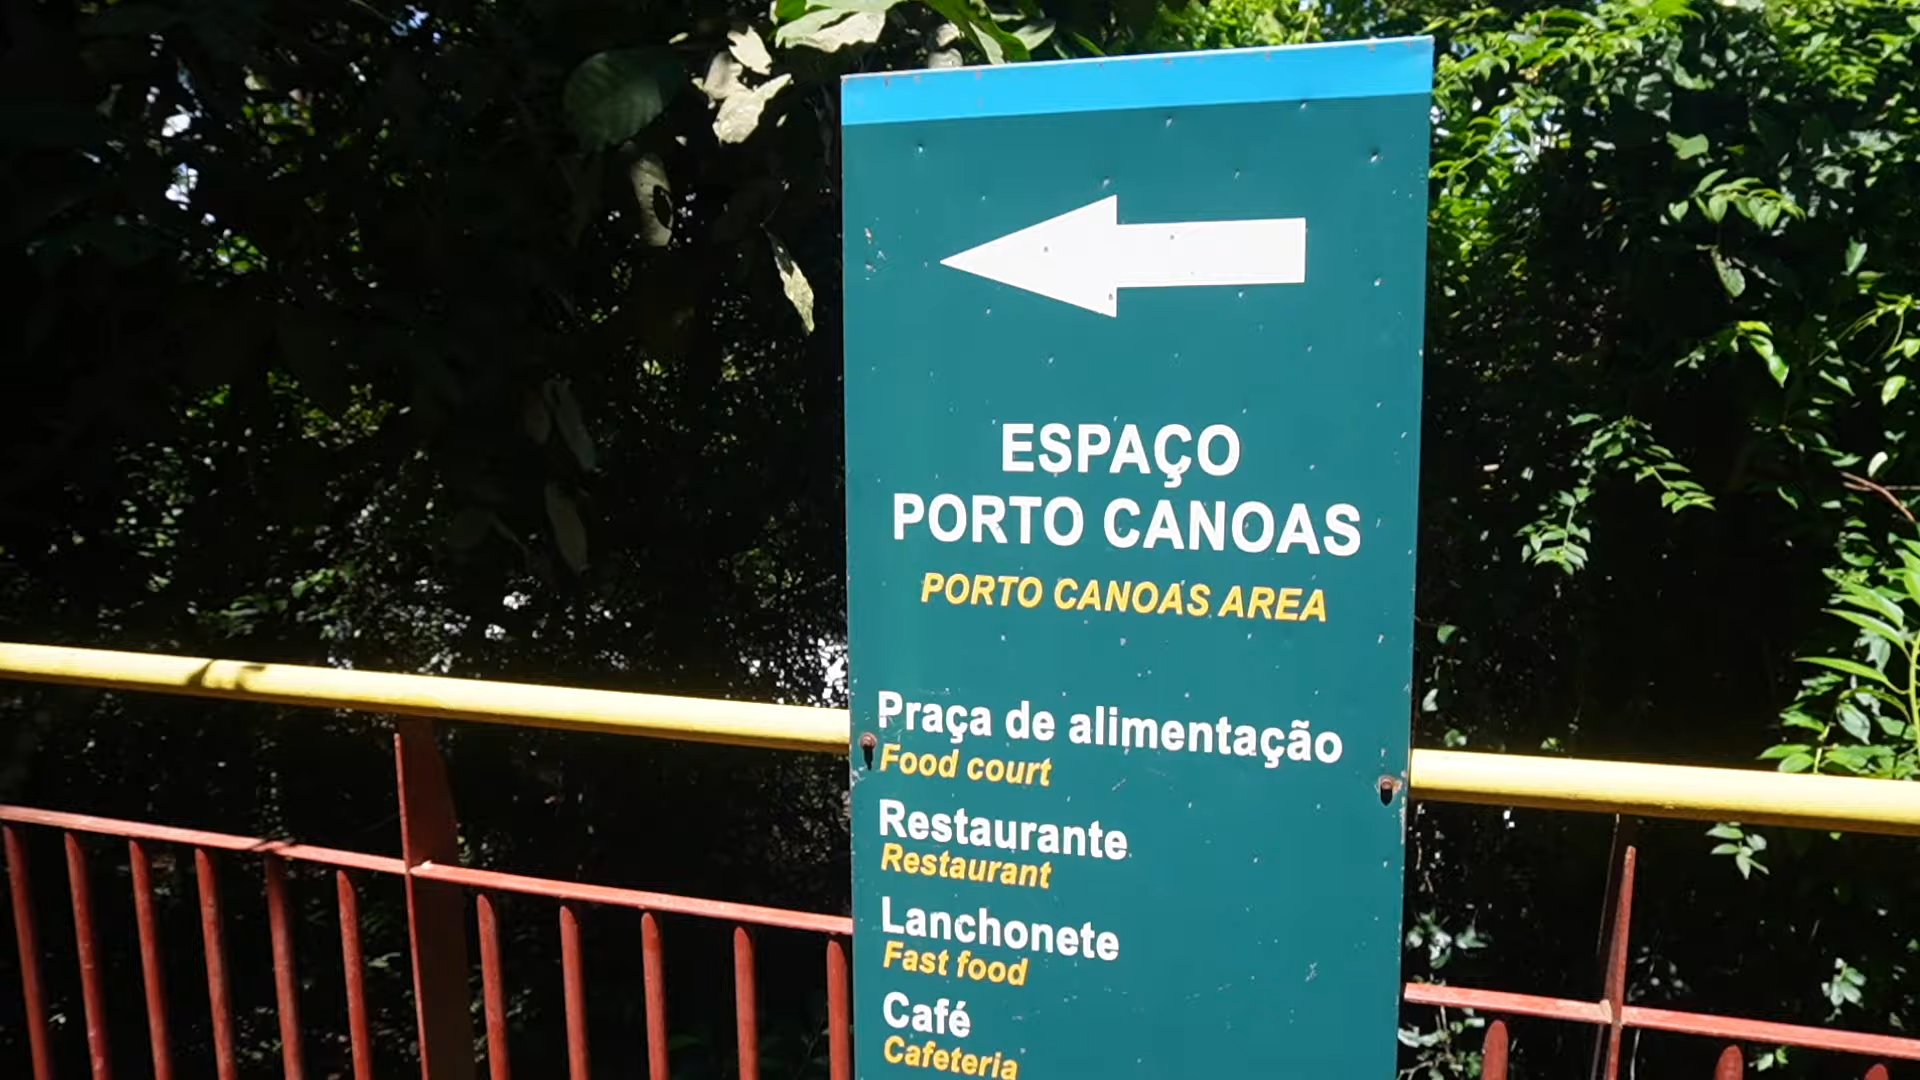 ESPAÇO
PORTO CANOAS
PORTO CANOAS AREA
Praça de alimentação
Food court
Restaurante
Restaurant
Lanchonete
Fast food
Café
Cafeteria